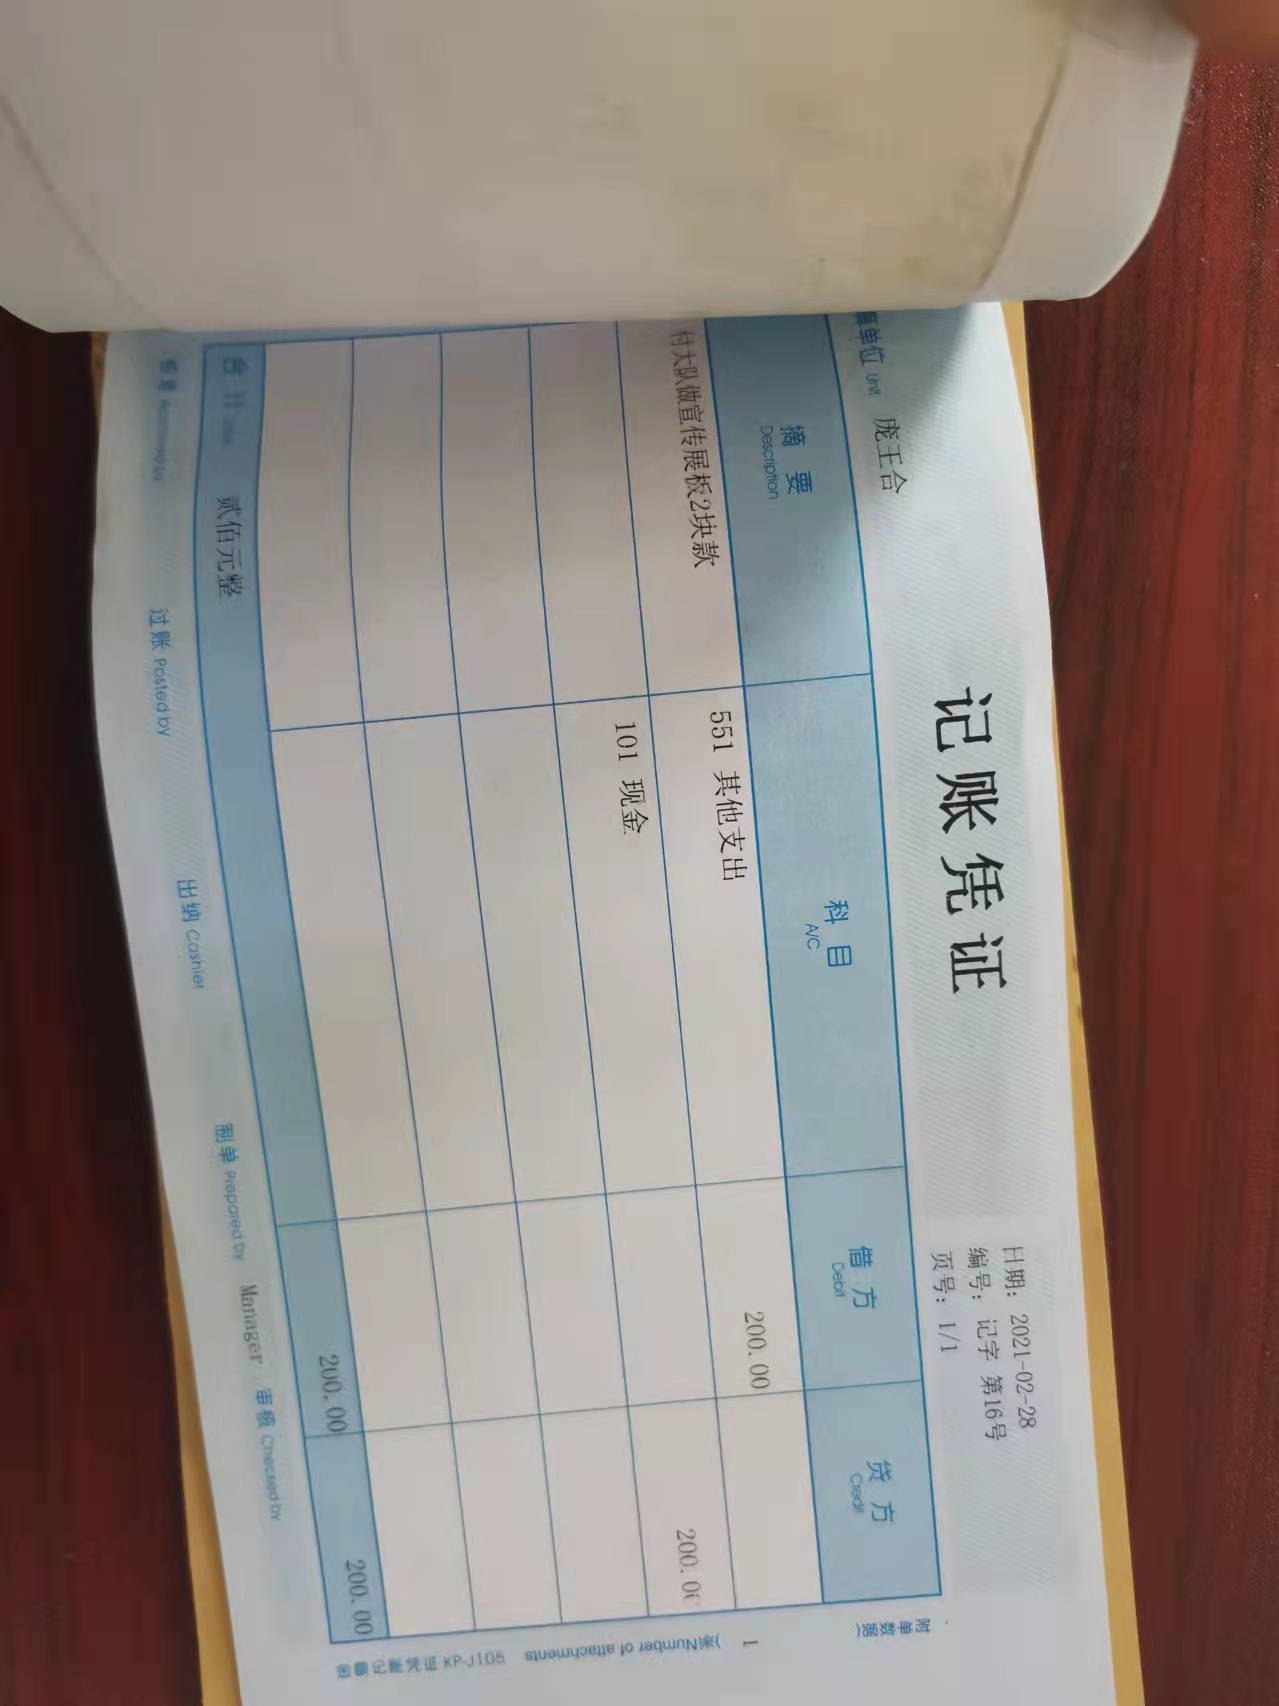 记账凭证
日期: 2021-02-28
编号: 记字 第16号
页号: 1/1
算单位 Unit 庞王合
附单数据)
摘要 科目 借方 贷方
Description A/C Debit Credit
付大队做宣传展板2块款 551 其他支出 200.00
101 现金 200.0
1
Number of attachments
合计 贰佰元整 200.00 200.00
过账 Posted by 出纳 Cashier 制单 Prepared by Manager 审核 Checked by
记账凭证 KP-J105